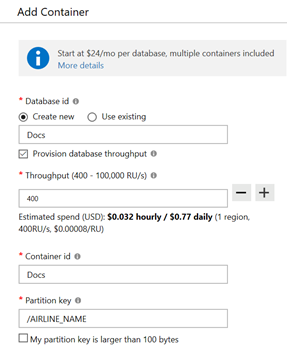 Add Container
Start at $24/mo per database, multiple containers included
More details
* Database id
Create new
Use existing
Docs
Provision database throughput
* Throughput (400 - 100,000 RU/s)
400
Estimated spend (USD): $0.032 hourly / $0.77 daily (1 region,
400RU/s, $0.00008/RU)
* Container id
Docs
* Partition key
/AIRLINE_NAME
My partition key is larger than 100 bytes